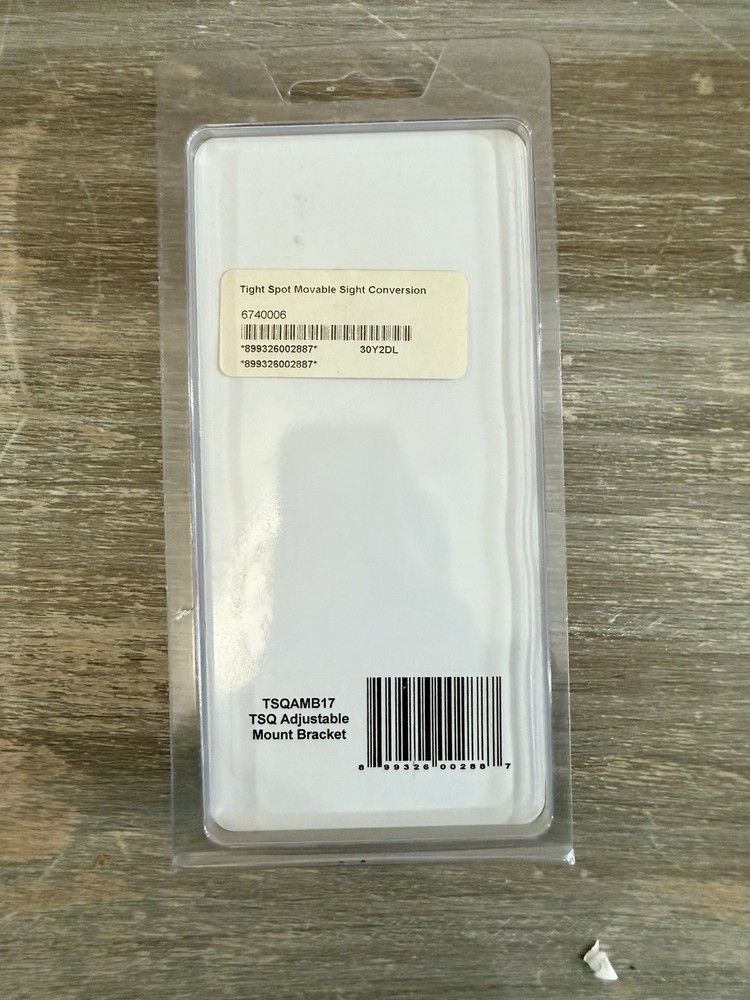 Tight Spot Movable Sight Conversion
6740006
*899326002887* 30Y2DL
*899326002887*
TSQAMB17
TSQ Adjustable
Mount Bracket
8 99326 00288 7